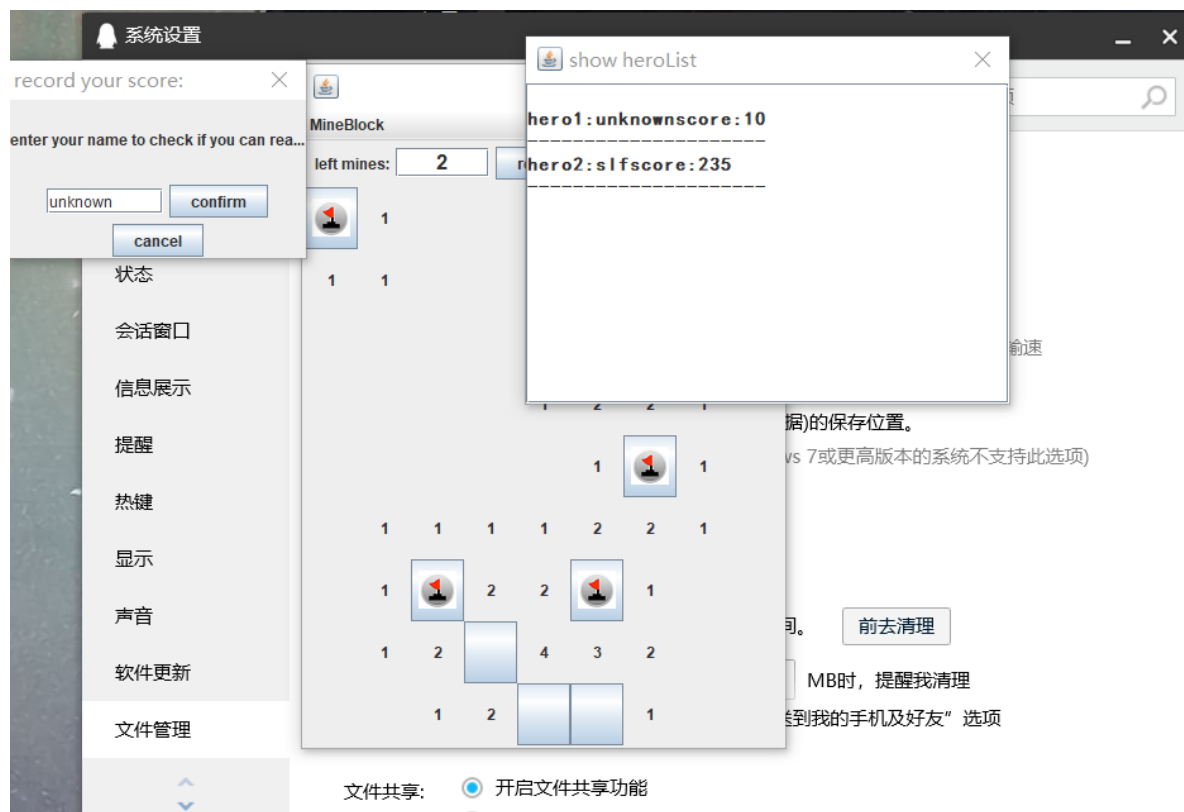 系统设置
show heroList
record your score:
MineBlock
hero1:unknownscore:10
----------------------
enter your name to check if you can rea...
left mines: 2
hero2:slfscore:235
----------------------
unknown confirm
1
cancel
状态
1 1
会话窗口
输速
信息展示
1 2 2 1
据)的保存位置。
提醒
ws 7或更高版本的系统不支持此选项)
1 1
热键
1 1 1 1 2 2 1
显示
1 2 2 1
声音
间。 前去清理
1 2 4 3 2
软件更新
MB时，提醒我清理
1 2 1
送到我的手机及好友”选项
文件管理
文件共享: 开启文件共享功能